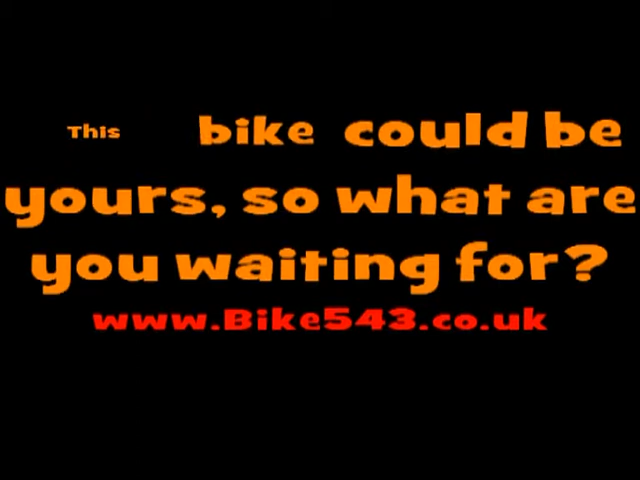 This bike could be
yours, so what are
you waiting for?
www.Bike543.co.uk